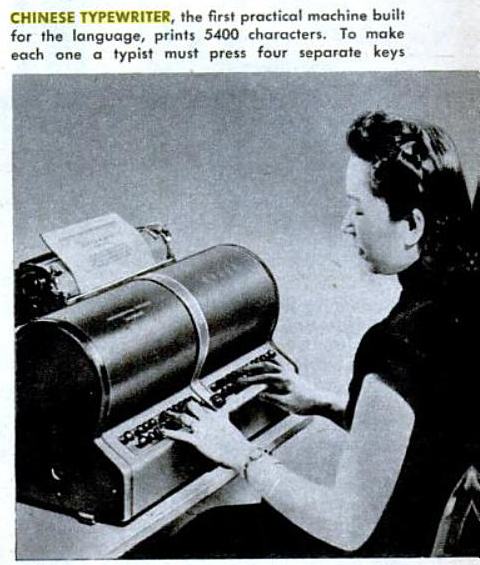 CHINESE TYPEWRITER, the first practical machine built
for the language, prints 5400 characters. To make
each one a typist must press four separate keys